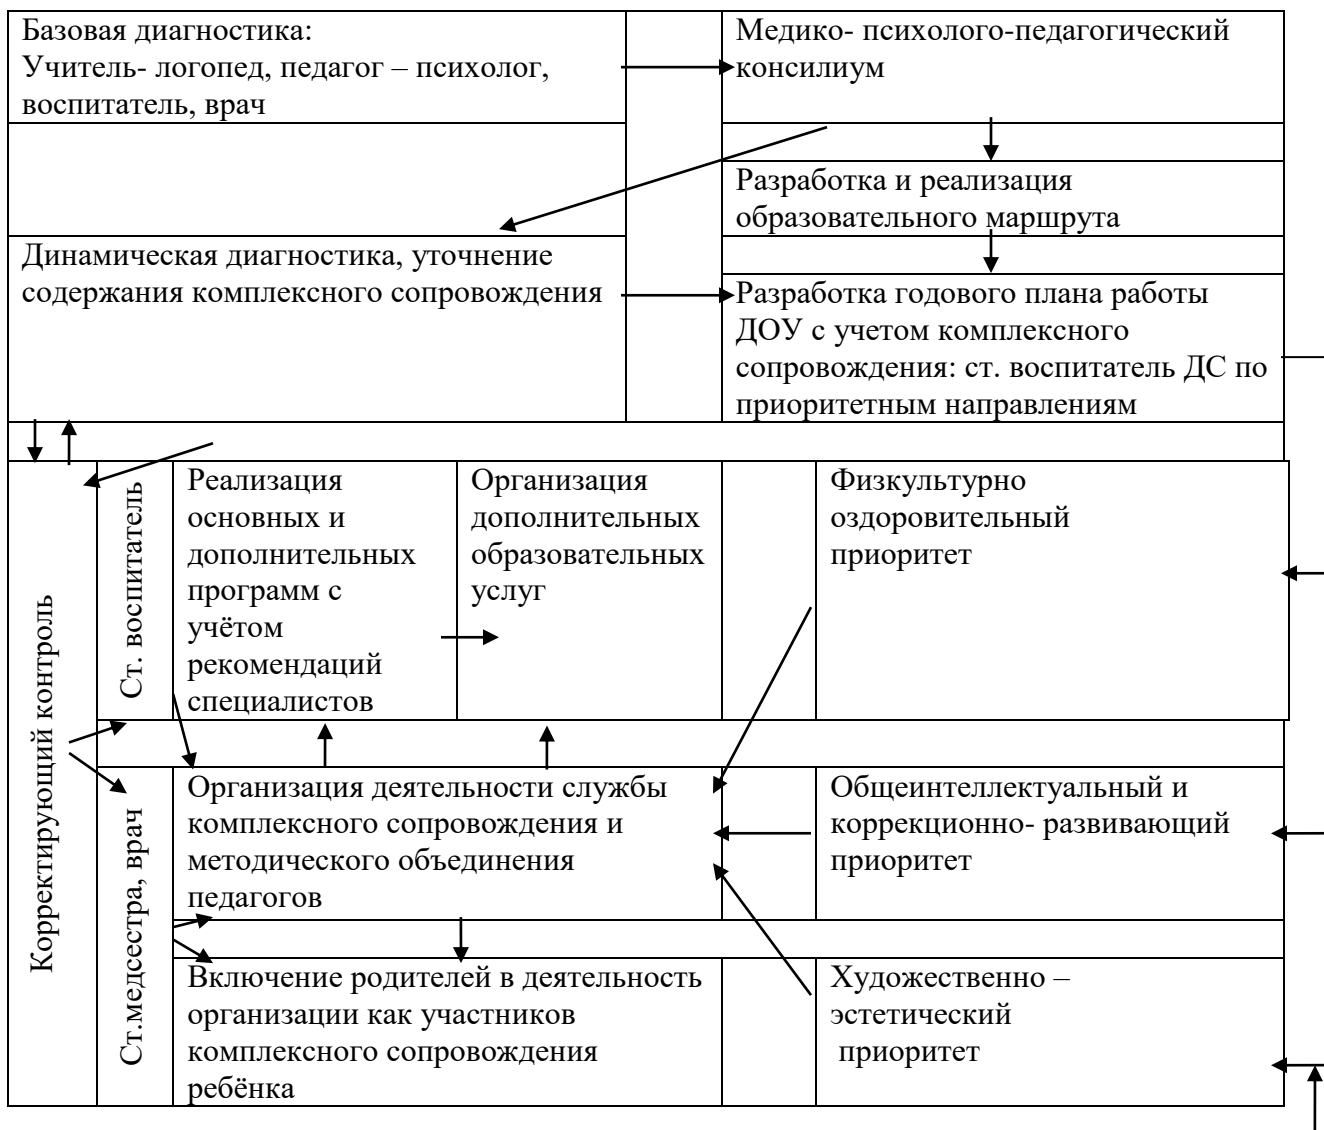 Базовая диагностика:
Учитель- логопед, педагог – психолог,
воспитатель, врач
Медико- психолого-педагогический
консилиум
Разработка и реализация
образовательного маршрута
Динамическая диагностика, уточнение
содержания комплексного сопровождения
Разработка годового плана работы
ДОУ с учетом комплексного
сопровождения: ст. воспитатель ДС по
приоритетным направлениям
Корректирующий контроль
Ст. воспитатель
Реализация
основных и
дополнительных
программ с
учётом
рекомендаций
специалистов
Организация
дополнительных
образовательных
услуг
Физкультурно
оздоровительный
приоритет
Ст.медсестра, врач
Организация деятельности службы
комплексного сопровождения и
методического объединения
педагогов
Общеинтеллектуальный и
коррекционно- развивающий
приоритет
Включение родителей в деятельность
организации как участников
комплексного сопровождения
ребёнка
Художественно –
эстетический
приоритет